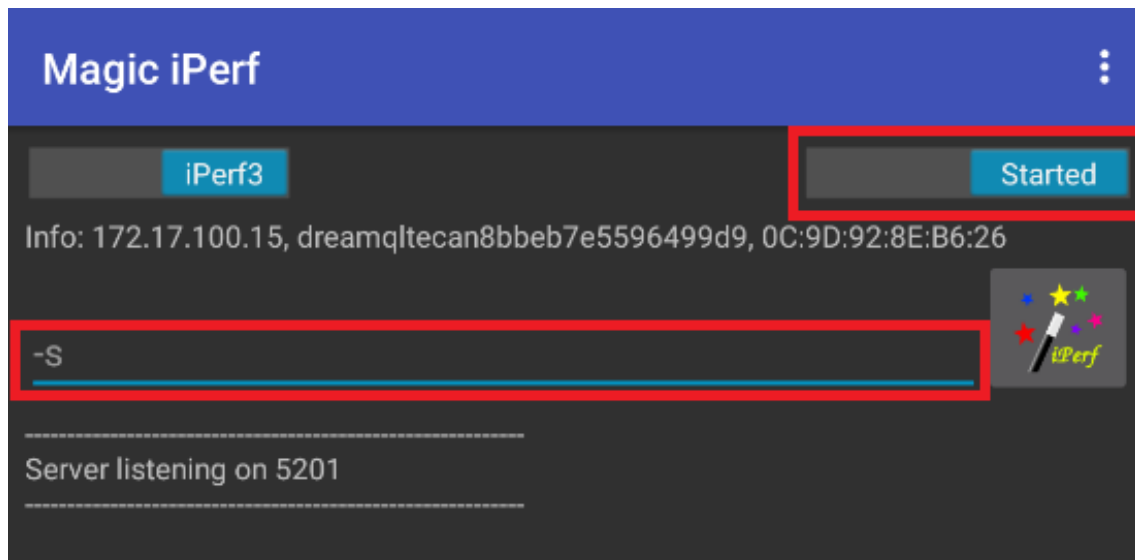 Magic iPerf
iPerf3 Started
Info: 172.17.100.15, dreamqltecan8bbeb7e5596499d9, 0C:9D:92:8E:B6:26
iPerf
-s
------------------------------------------------------------
Server listening on 5201
------------------------------------------------------------